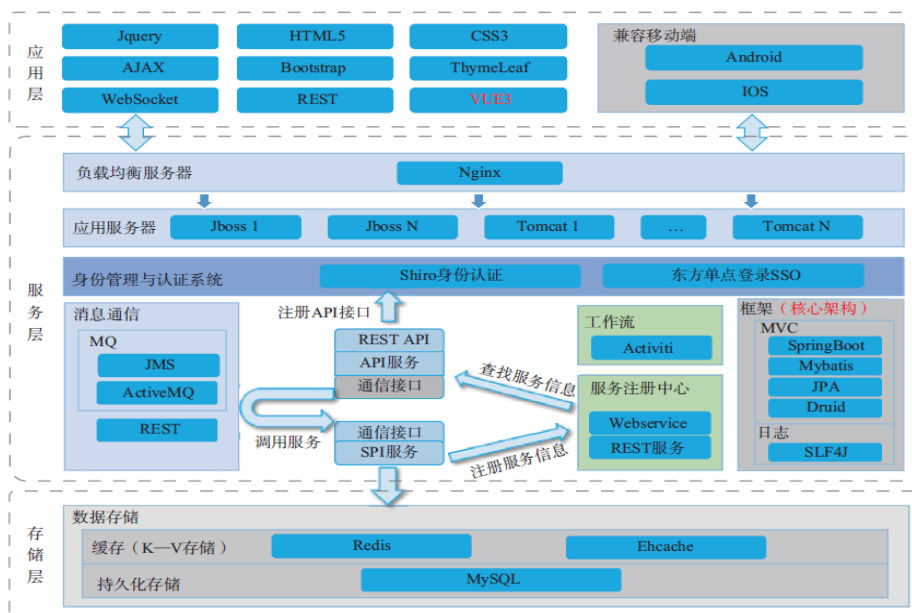 应用层
Jquery
HTML5
CSS3
AJAX
Bootstrap
ThymeLeaf
WebSocket
REST
VUE3
兼容移动端
Android
IOS
服务层
负载均衡服务器
Nginx
应用服务器
Jboss 1
Jboss N
Tomcat 1
…
Tomcat N
身份管理与认证系统
Shiro身份认证
东方单点登录SSO
消息通信
MQ
JMS
ActiveMQ
REST
注册API接口
REST API
API服务
通信接口
调用服务
通信接口
SPI服务
查找服务信息
注册服务信息
工作流
Activiti
服务注册中心
Webservice
REST服务
框架（核心架构）
MVC
SpringBoot
Mybatis
JPA
Druid
日志
SLF4J
存储层
数据存储
缓存（K—V存储）
Redis
Ehcache
持久化存储
MySQL